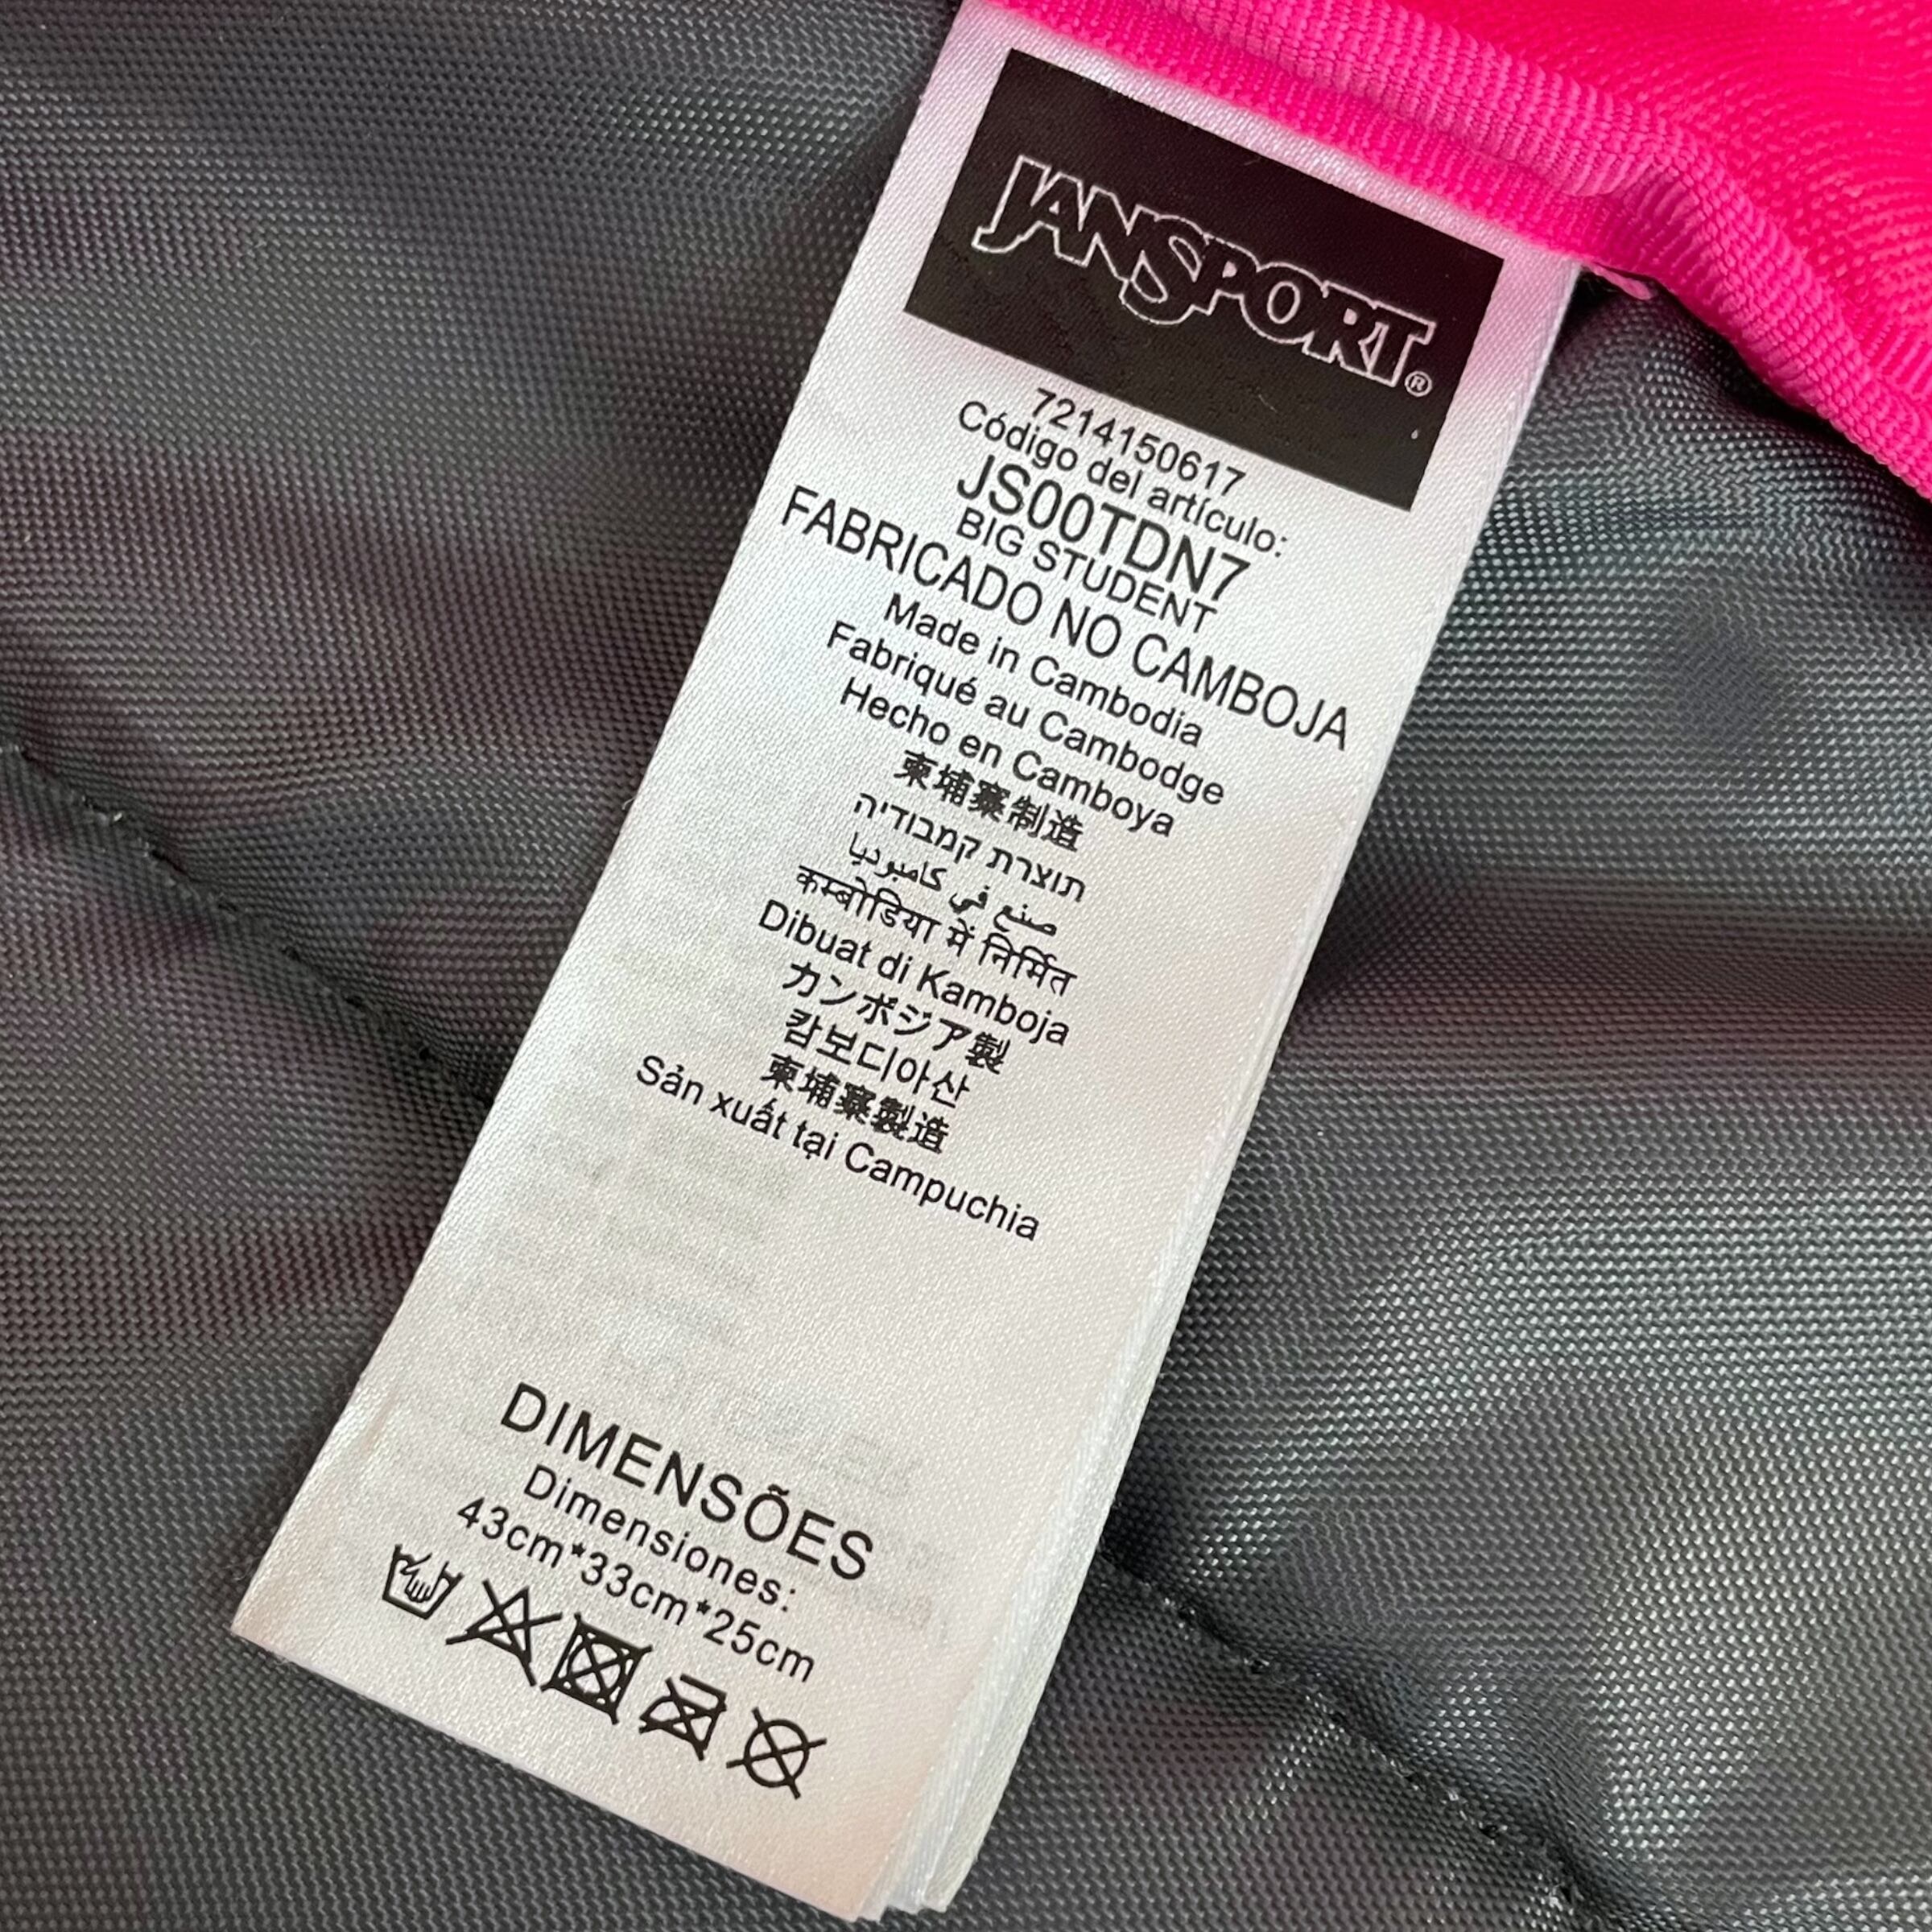 JANSPORT®
7214150617
Código del artículo:
JS00TDN7
BIG STUDENT
FABRICADO NO CAMBOJA
Made in Cambodia
Fabriqué au Cambodge
Hecho en Camboya
柬埔寨制造
תוצרת קמבודיה
صنع في كامبوديا
कम्बोडिया में निर्मित
Dibuat di Kamboja
カンボジア製
캄보디아산
柬埔寨製造
Sản xuất tại Campuchia
DIMENSÕES
Dimensiones:
43cm*33cm*25cm